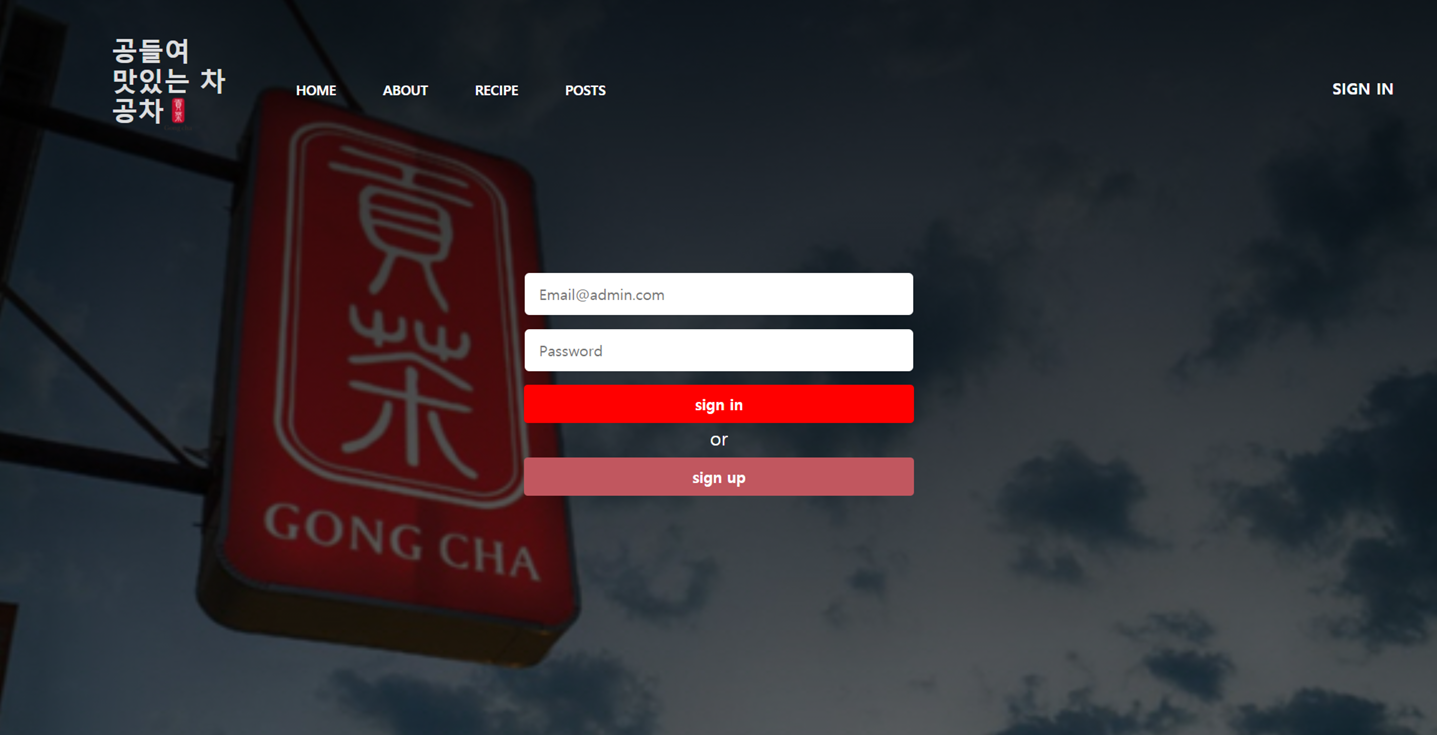 공들여
맛있는 차
공차
HOME ABOUT RECIPE POSTS
SIGN IN
貢茶
GONG CHA
Email@admin.com
Password
sign in
or
sign up